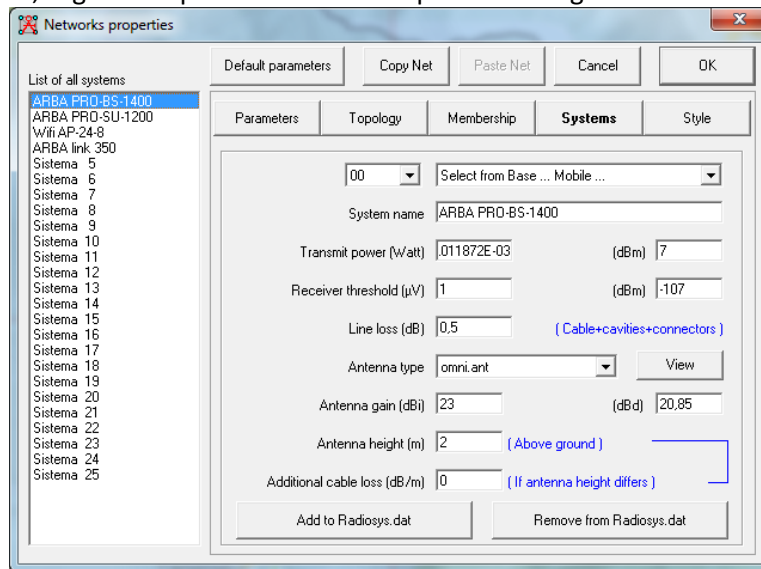 Networks properties
Default parameters Copy Net Paste Net Cancel OK
List of all systems
ARBA PRO-BS-1400
ARBA PRO-SU-1200
Wifi AP-24-8
ARBA link 350
Sistema 5
Sistema 6
Sistema 7
Sistema 8
Sistema 9
Sistema 10
Sistema 11
Sistema 12
Sistema 13
Sistema 14
Sistema 15
Sistema 16
Sistema 17
Sistema 18
Sistema 19
Sistema 20
Sistema 21
Sistema 22
Sistema 23
Sistema 24
Sistema 25
Parameters Topology Membership Systems Style
00 Select from Base ... Mobile ...
System name ARBA PRO-BS-1400
Transmit power (Watt) .011872E-03 (dBm) 7
Receiver threshold (µV) 1 (dBm) -107
Line loss (dB) 0,5 ( Cable+cavities+connectors )
Antenna type omni.ant View
Antenna gain (dBi) 23 (dBd) 20,85
Antenna height (m) 2 ( Above ground )
Additional cable loss (dB/m) 0 ( If antenna height differs )
Add to Radiosys.dat Remove from Radiosys.dat